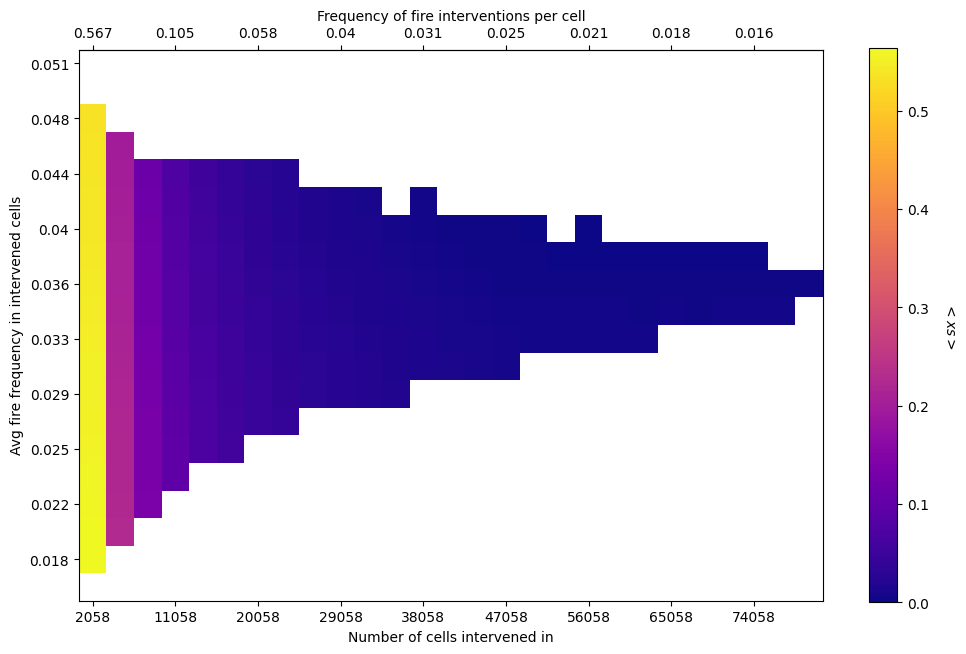 Frequency of fire interventions per cell
0.567 0.105 0.058 0.04 0.031 0.025 0.021 0.018 0.016
0.051
0.048
0.044
0.04
0.036
0.033
0.029
0.025
0.022
0.018
Avg fire frequency in intervened cells
2058 11058 20058 29058 38058 47058 56058 65058 74058
Number of cells intervened in
0.5
0.4
0.3
0.2
0.1
0.0
< sx >